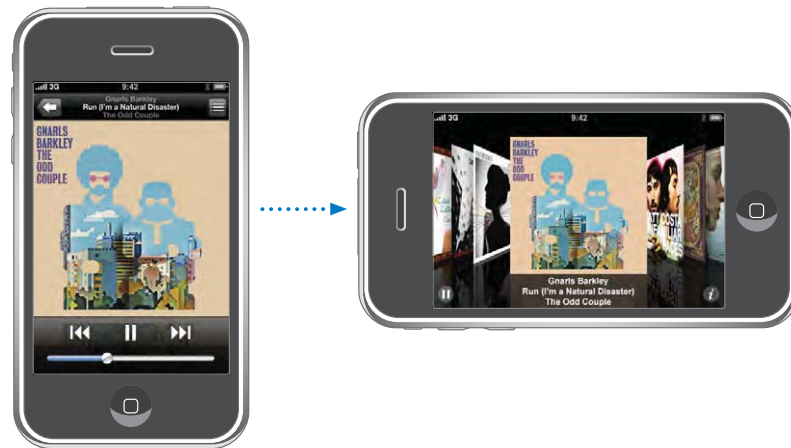 3G 9:42
Gnarls Barkley
Run (I'm a Natural Disaster)
The Odd Couple
GNARLS
BARKLEY
THE
ODD
COUPLE
3G 9:42
GNARLS
BARKLEY
THE
ODD
COUPLE
Gnarls Barkley
Run (I'm a Natural Disaster)
The Odd Couple
i